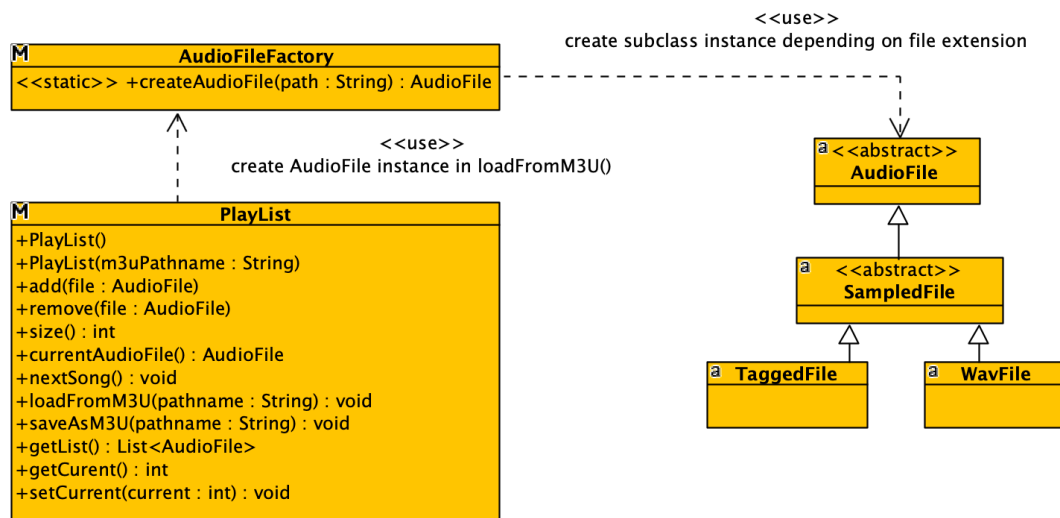 <<use>>
create subclass instance depending on file extension
M
AudioFileFactory
<<static>> +createAudioFile(path : String) : AudioFile
<<use>>
create AudioFile instance in loadFromM3U()
a
<<abstract>>
AudioFile
M
PlayList
+PlayList()
+PlayList(m3uPathname : String)
+add(file : AudioFile)
+remove(file : AudioFile)
+size() : int
+currentAudioFile() : AudioFile
+nextSong() : void
+loadFromM3U(pathname : String) : void
+saveAsM3U(pathname : String) : void
+getList() : List<AudioFile>
+getCurent() : int
+setCurrent(current : int) : void
a
<<abstract>>
SampledFile
a
TaggedFile
a
WavFile